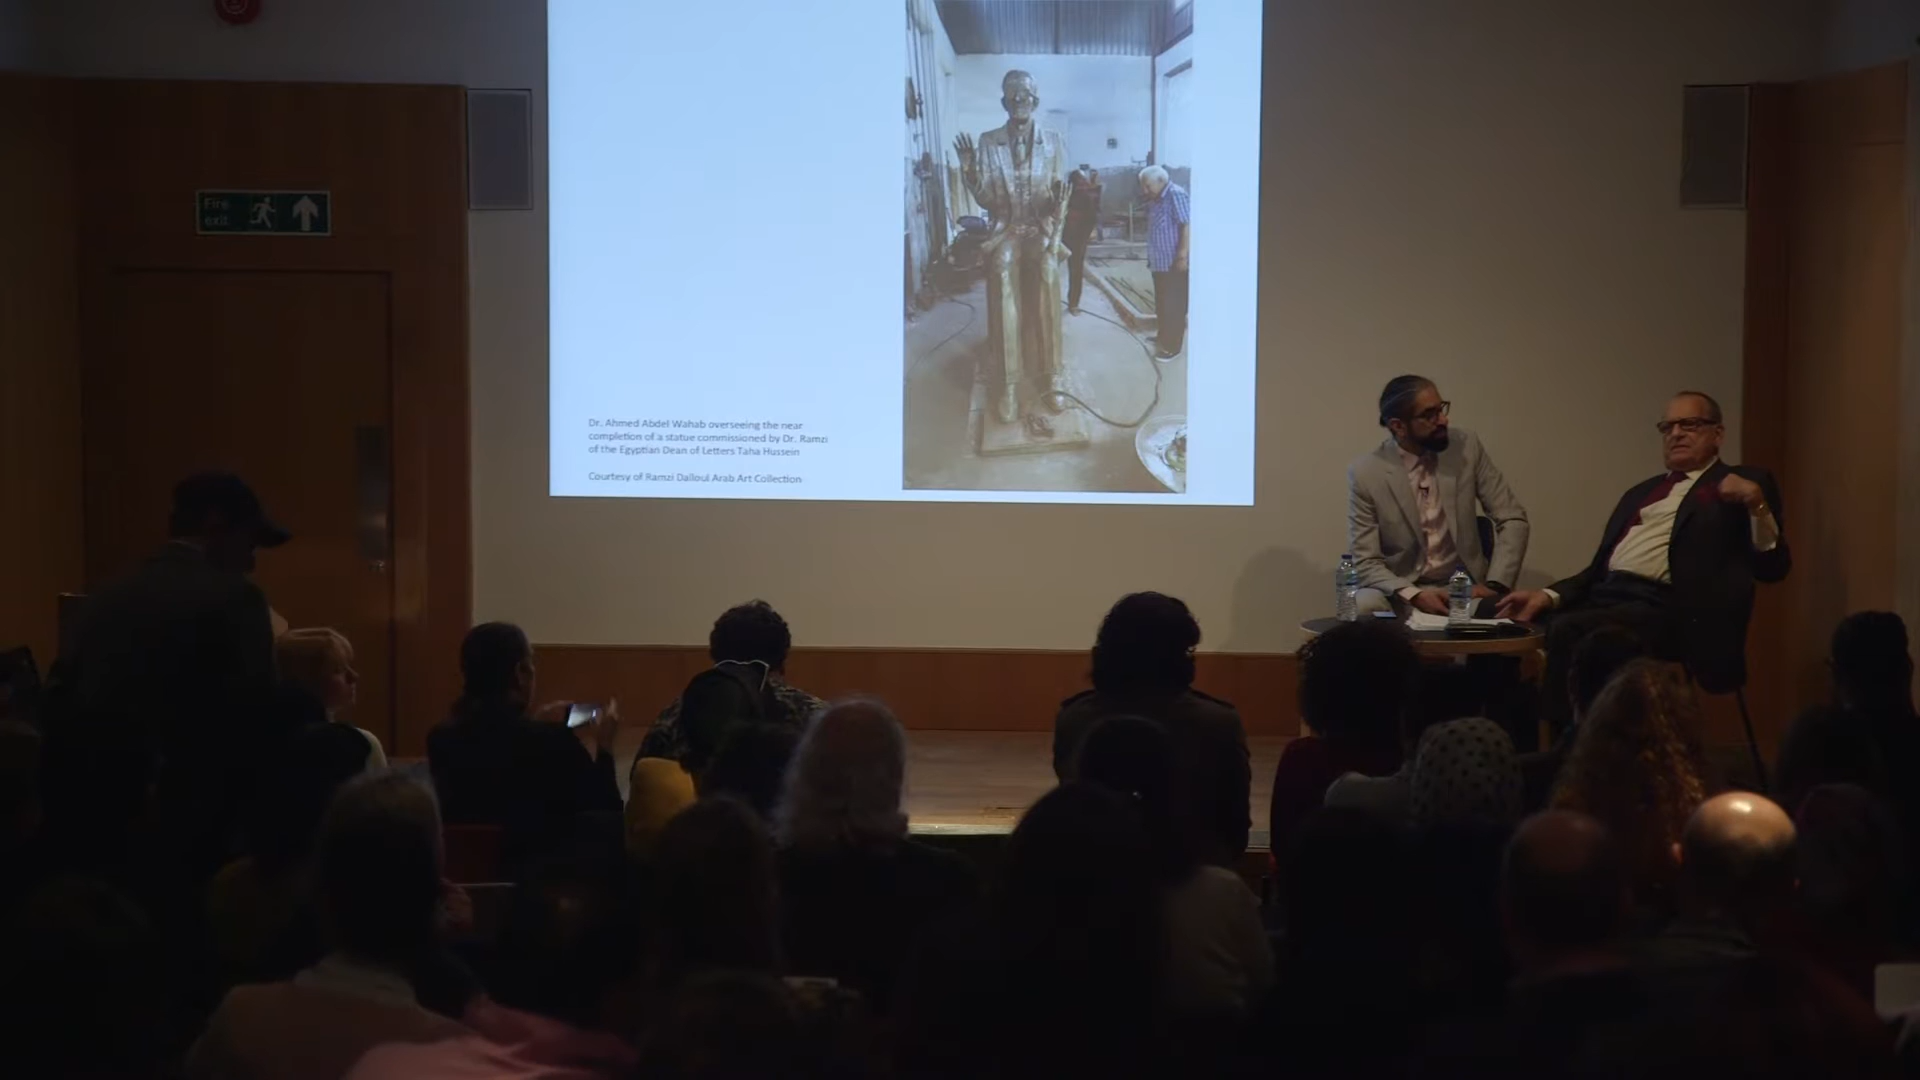 Fire
exit
Dr. Ahmed Abdel Wahab overseeing the near
completion of a statue commissioned by Dr. Ramzi
of the Egyptian Dean of Letters Taha Hussein
Courtesy of Ramzi Dalloul Arab Art Collection